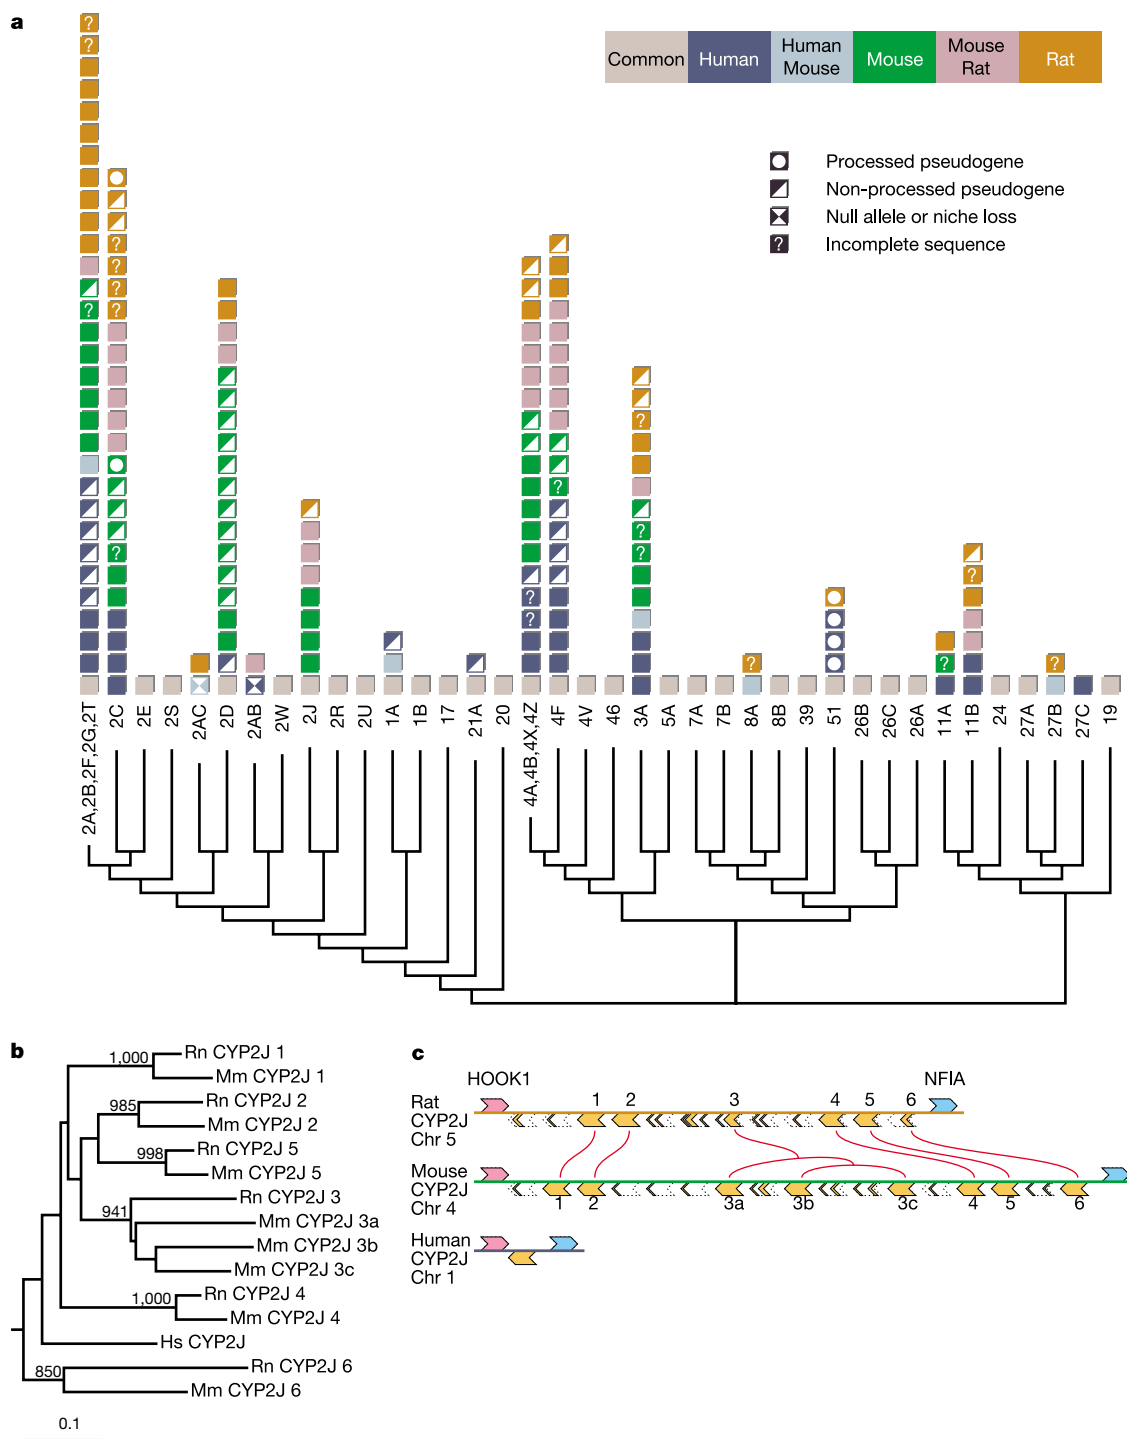 a
Common
Human
Human
Mouse
Mouse
Mouse
Rat
Rat
Processed pseudogene
Non-processed pseudogene
Null allele or niche loss
? Incomplete sequence
2A,2B,2F,2G,2T
2C
2E
2S
2AC
2D
2AB
2W
2J
2R
2U
1A
1B
17
21A
20
4A,4B,4X,4Z
4F
4V
46
3A
5A
7A
7B
8A
8B
39
51
26B
26C
26A
11A
11B
24
27A
27B
27C
19
b
1,000
Rn CYP2J 1
Mm CYP2J 1
985
Rn CYP2J 2
Mm CYP2J 2
998
Rn CYP2J 5
Mm CYP2J 5
941
Rn CYP2J 3
Mm CYP2J 3a
Mm CYP2J 3b
Mm CYP2J 3c
1,000
Rn CYP2J 4
Mm CYP2J 4
Hs CYP2J
850
Rn CYP2J 6
Mm CYP2J 6
0.1
c
HOOK1
NFIA
Rat
CYP2J
Chr 5
1 2 3 4 5 6
Mouse
CYP2J
Chr 4
1 2 3a 3b 3c 4 5 6
Human
CYP2J
Chr 1